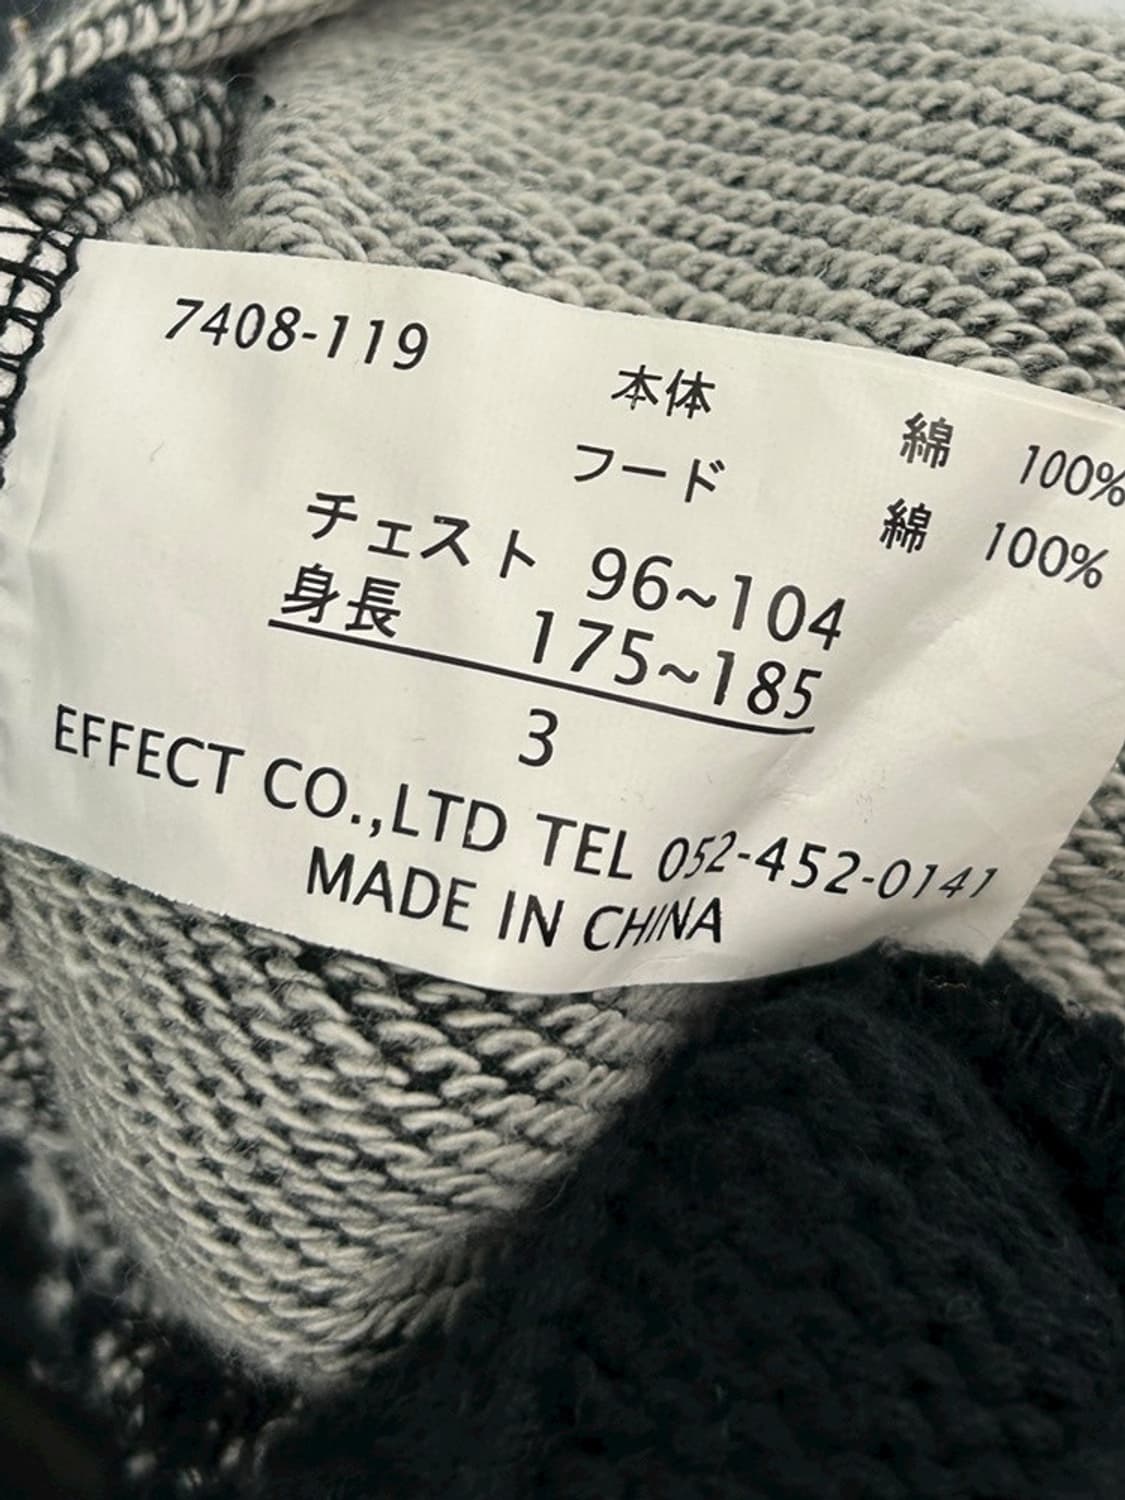 7408-119
本体 綿 100%
フード 綿 100%
チェスト 96~104
身長 175~185
3
EFFECT CO.,LTD TEL 052-452-0141
MADE IN CHINA